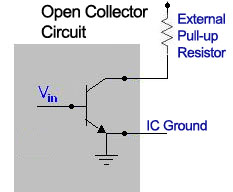 Open Collector
Circuit
External
Pull-up
Resistor
Vin
IC Ground